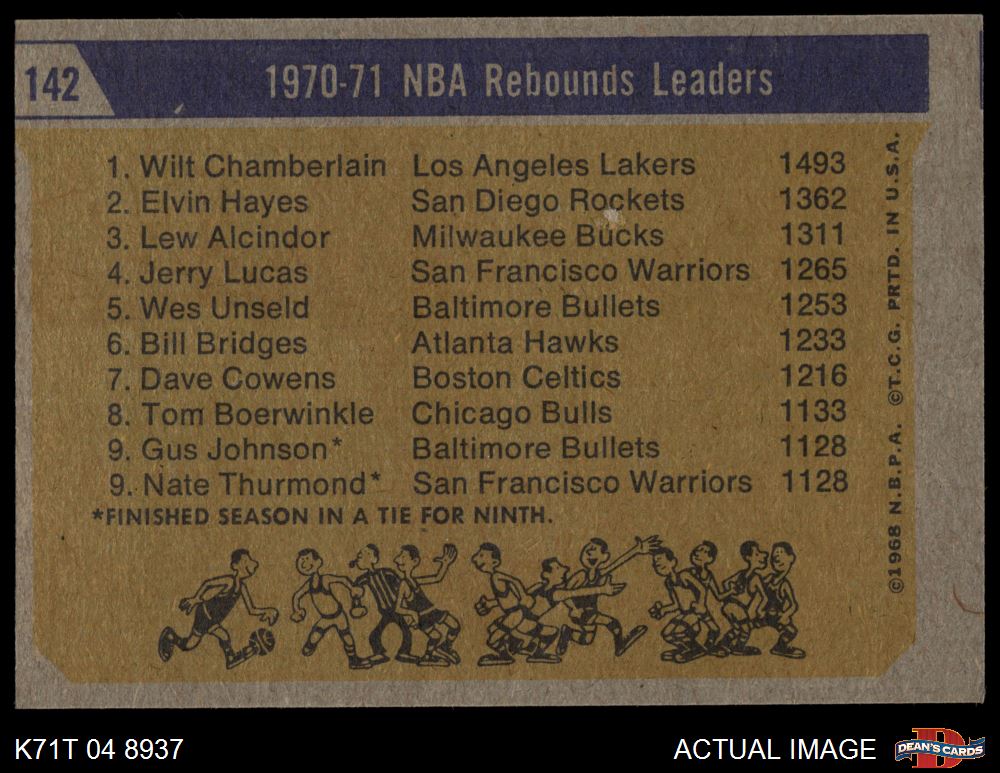 142
1970-71 NBA Rebounds Leaders
1. Wilt Chamberlain Los Angeles Lakers 1493
2. Elvin Hayes San Diego Rockets 1362
3. Lew Alcindor Milwaukee Bucks 1311
4. Jerry Lucas San Francisco Warriors 1265
5. Wes Unseld Baltimore Bullets 1253
6. Bill Bridges Atlanta Hawks 1233
7. Dave Cowens Boston Celtics 1216
8. Tom Boerwinkle Chicago Bulls 1133
9. Gus Johnson* Baltimore Bullets 1128
9. Nate Thurmond* San Francisco Warriors 1128
*FINISHED SEASON IN A TIE FOR NINTH.
©1968 N.B.P.A. ©T.C.G. PRTD. IN U.S.A.
K71T 04 8937
ACTUAL IMAGE
D
DEAN'S CARDS